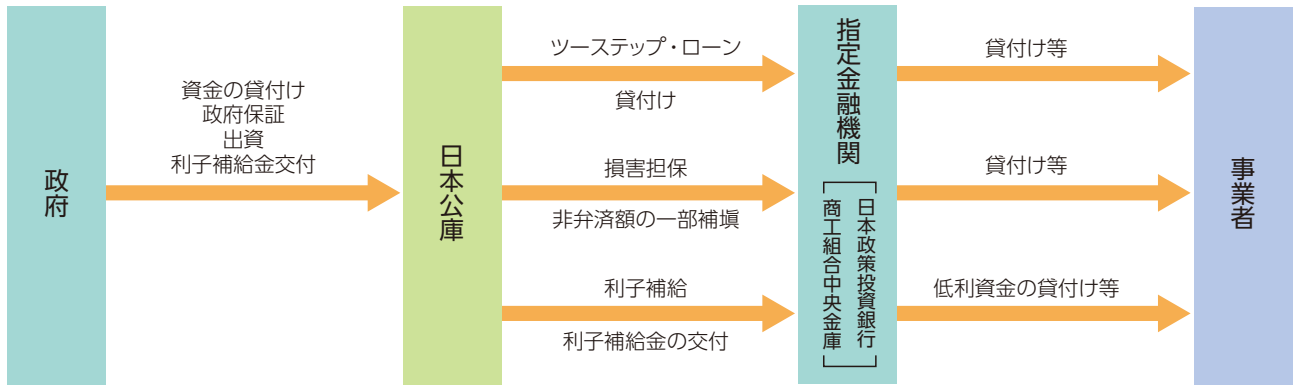 政府
資金の貸付け
政府保証
出資
利子補給金交付
日本公庫
ツーステップ・ローン
貸付け
損害担保
非弁済額の一部補塡
利子補給
利子補給金の交付
指定金融機関
日本政策投資銀行
商工組合中央金庫
貸付け等
貸付け等
低利資金の貸付け等
事業者